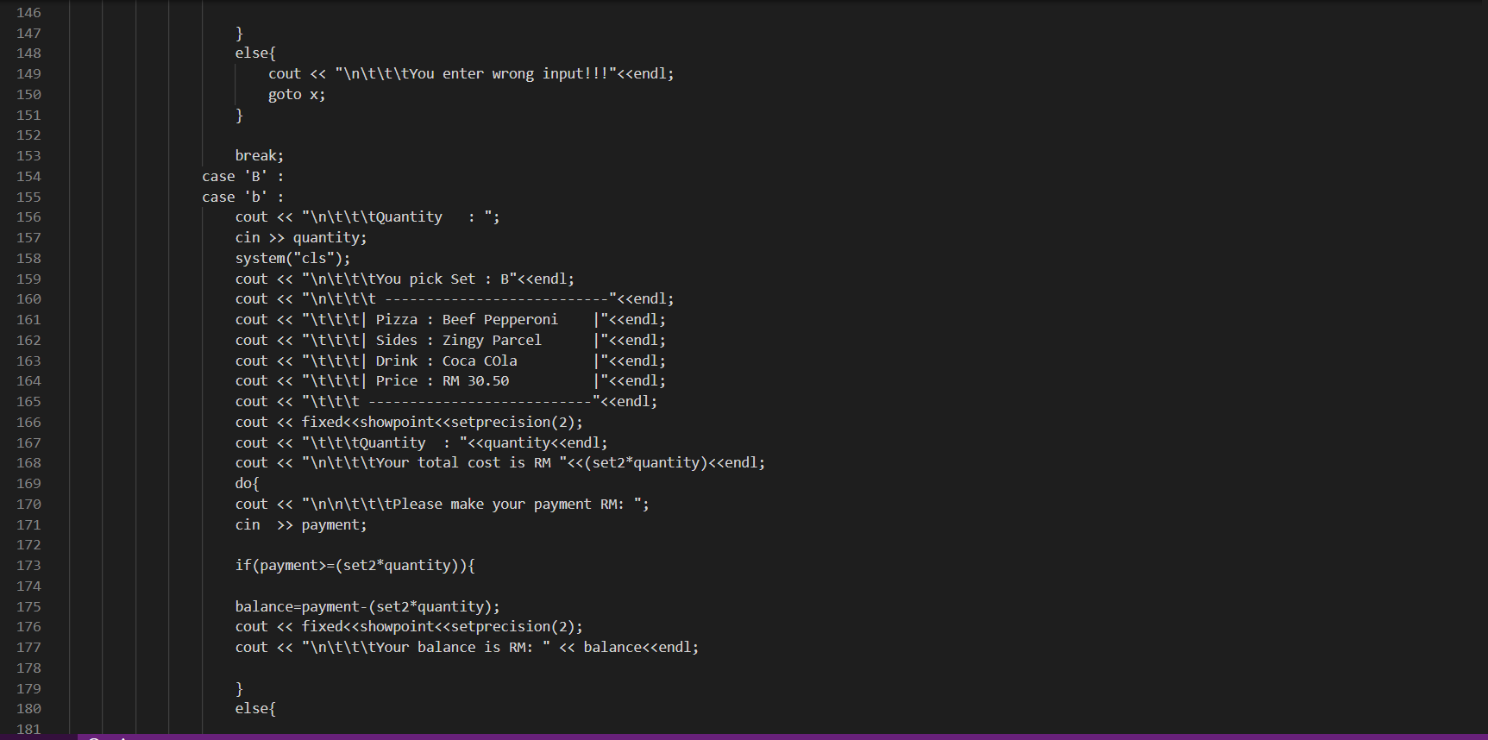 146
147 }
148 else{
149 cout << "\n\t\t\tYou enter wrong input!!!"<<endl;
150 goto x;
151 }
152
153 break;
154 case 'B' :
155 case 'b' :
156 cout << "\n\t\t\tQuantity   : ";
157 cin >> quantity;
158 system("cls");
159 cout << "\n\t\t\tYou pick Set : B"<<endl;
160 cout << "\n\t\t\t ---------------------------"<<endl;
161 cout << "\t\t\t| Pizza : Beef Pepperoni    |"<<endl;
162 cout << "\t\t\t| Sides : Zingy Parcel      |"<<endl;
163 cout << "\t\t\t| Drink : Coca COla         |"<<endl;
164 cout << "\t\t\t| Price : RM 30.50          |"<<endl;
165 cout << "\t\t\t ---------------------------"<<endl;
166 cout << fixed<<showpoint<<setprecision(2);
167 cout << "\t\t\tQuantity  : "<<quantity<<endl;
168 cout << "\n\t\t\tYour total cost is RM "<<(set2*quantity)<<endl;
169 do{
170 cout << "\n\n\t\t\tPlease make your payment RM: ";
171 cin  >> payment;
172
173 if(payment>=(set2*quantity)){
174
175 balance=payment-(set2*quantity);
176 cout << fixed<<showpoint<<setprecision(2);
177 cout << "\n\t\t\tYour balance is RM: " << balance<<endl;
178
179 }
180 else{
181